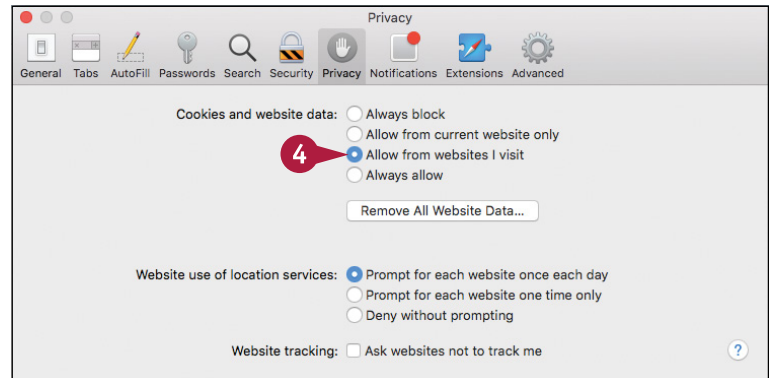 Privacy
General Tabs AutoFill Passwords Search Security Privacy Notifications Extensions Advanced
Cookies and website data: Always block
Allow from current website only
4 Allow from websites I visit
Always allow
Remove All Website Data...
Website use of location services: Prompt for each website once each day
Prompt for each website one time only
Deny without prompting
Website tracking: Ask websites not to track me ?